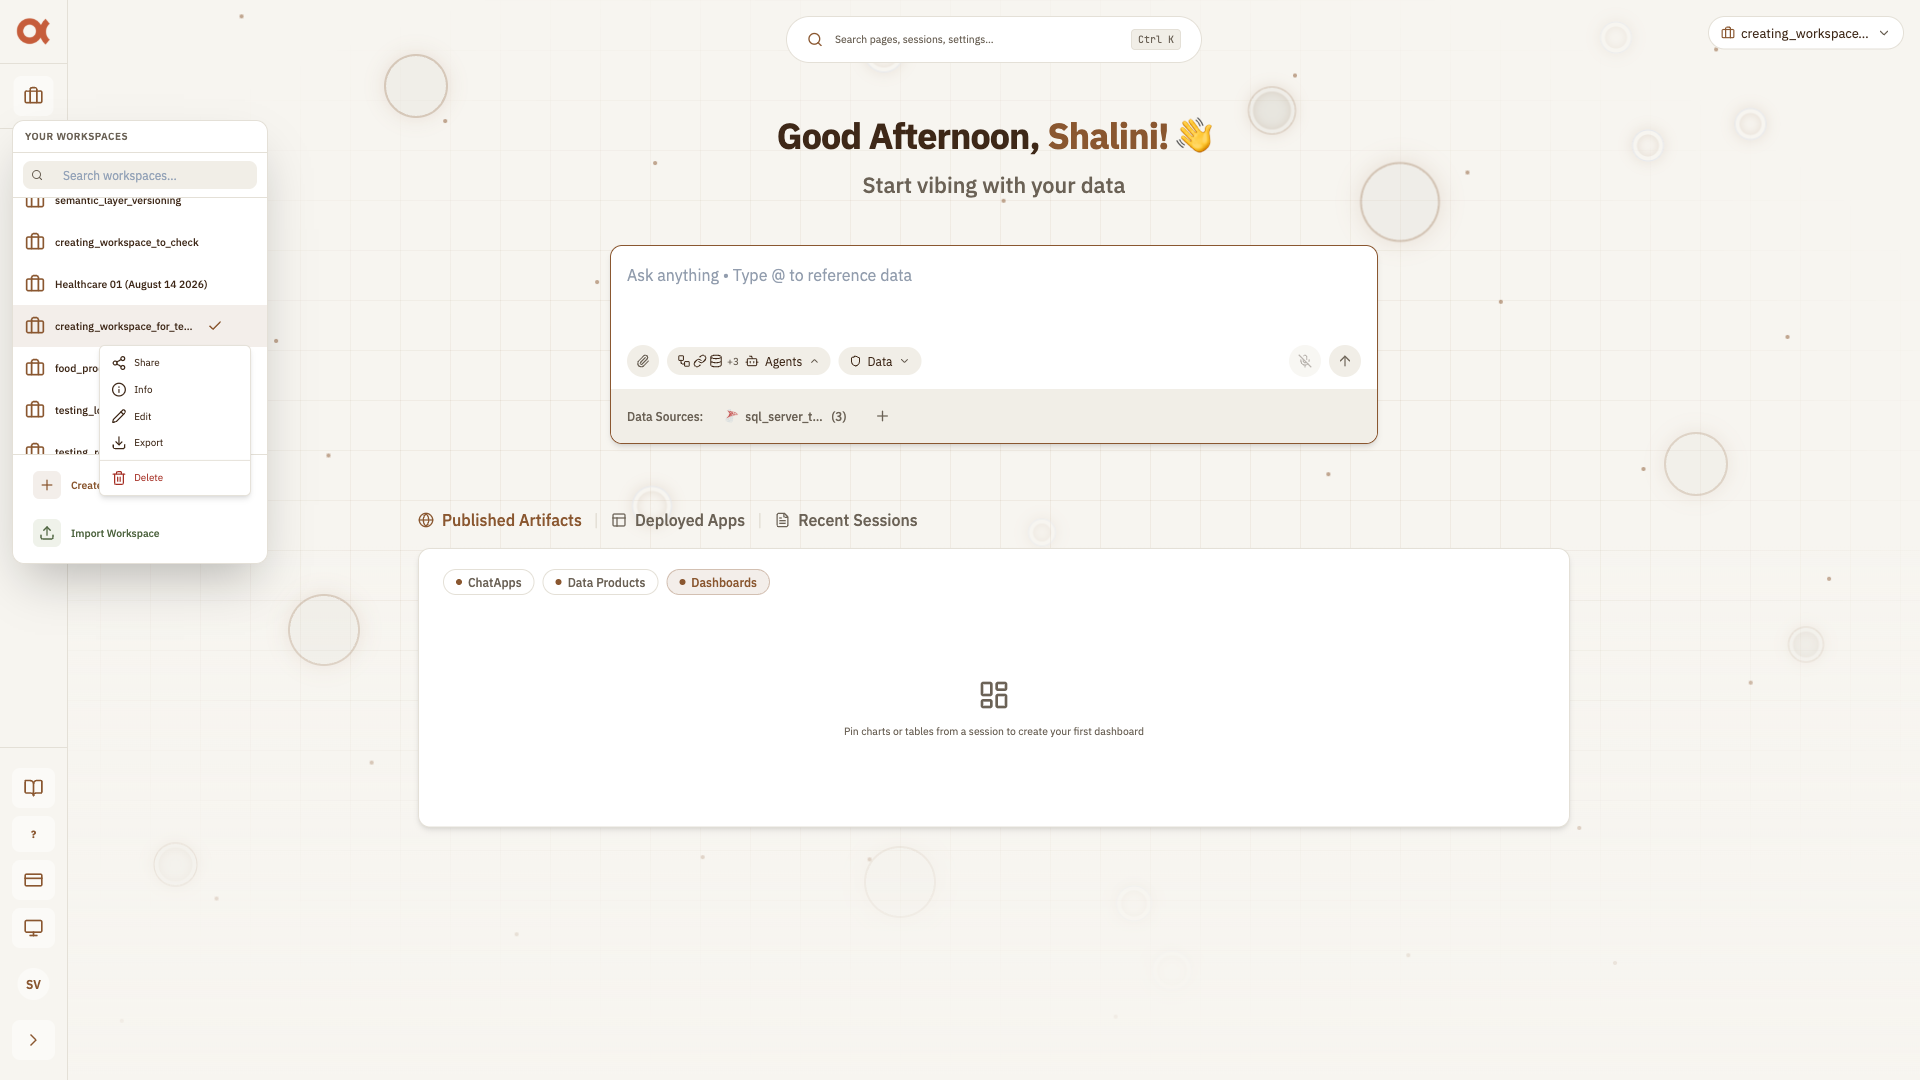 Search pages, sessions, settings...
Ctrl K
creating_workspace...
YOUR WORKSPACES
Search workspaces...
semantic_layer_versioning
creating_workspace_to_check
Healthcare 01 (August 14 2026)
creating_workspace_for_te...
food_pro
testing_lo
Share
Info
Edit
Export
Delete
Create
Import Workspace
Good Afternoon, Shalini! 👋
Start vibing with your data
Ask anything • Type @ to reference data
+3 Agents
Data
Data Sources: sql_server_t... (3)
Published Artifacts
Deployed Apps
Recent Sessions
ChatApps
Data Products
Dashboards
Pin charts or tables from a session to create your first dashboard
?
SV